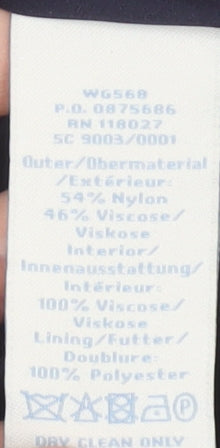 WG568
P.O. 0875686
RN 118027
SC 9003/0001
Outer/Obermaterial
/Extérieur:
54% Nylon
46% Viscose/
Viskose
Interior/
Innenausstattung/
Intérieur:
100% Viscose/
Viskose
Lining/Futter/
Doublure:
100% Polyester
P
DRY CLEAN ONLY